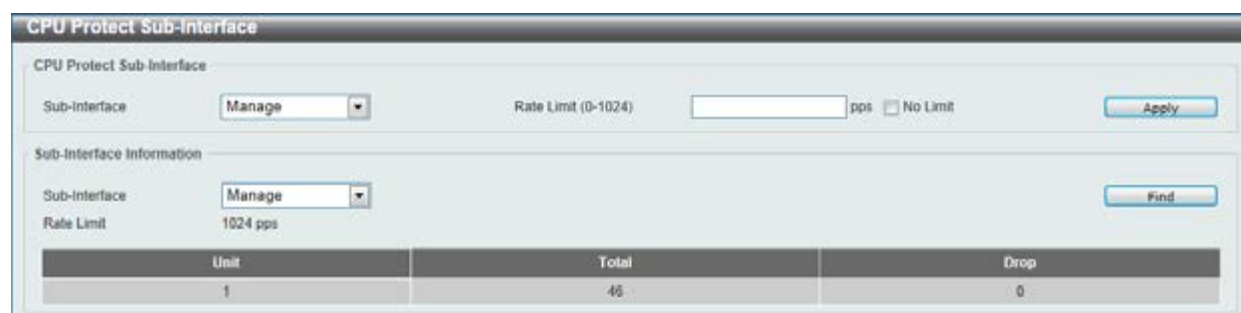 CPU Protect Sub-Interface
CPU Protect Sub-Interface
Sub-Interface Manage Rate Limit (0-1024) pps No Limit Apply
Sub-Interface Information
Sub-Interface Manage Find
Rate Limit 1024 pps
Unit Total Drop
1 46 0